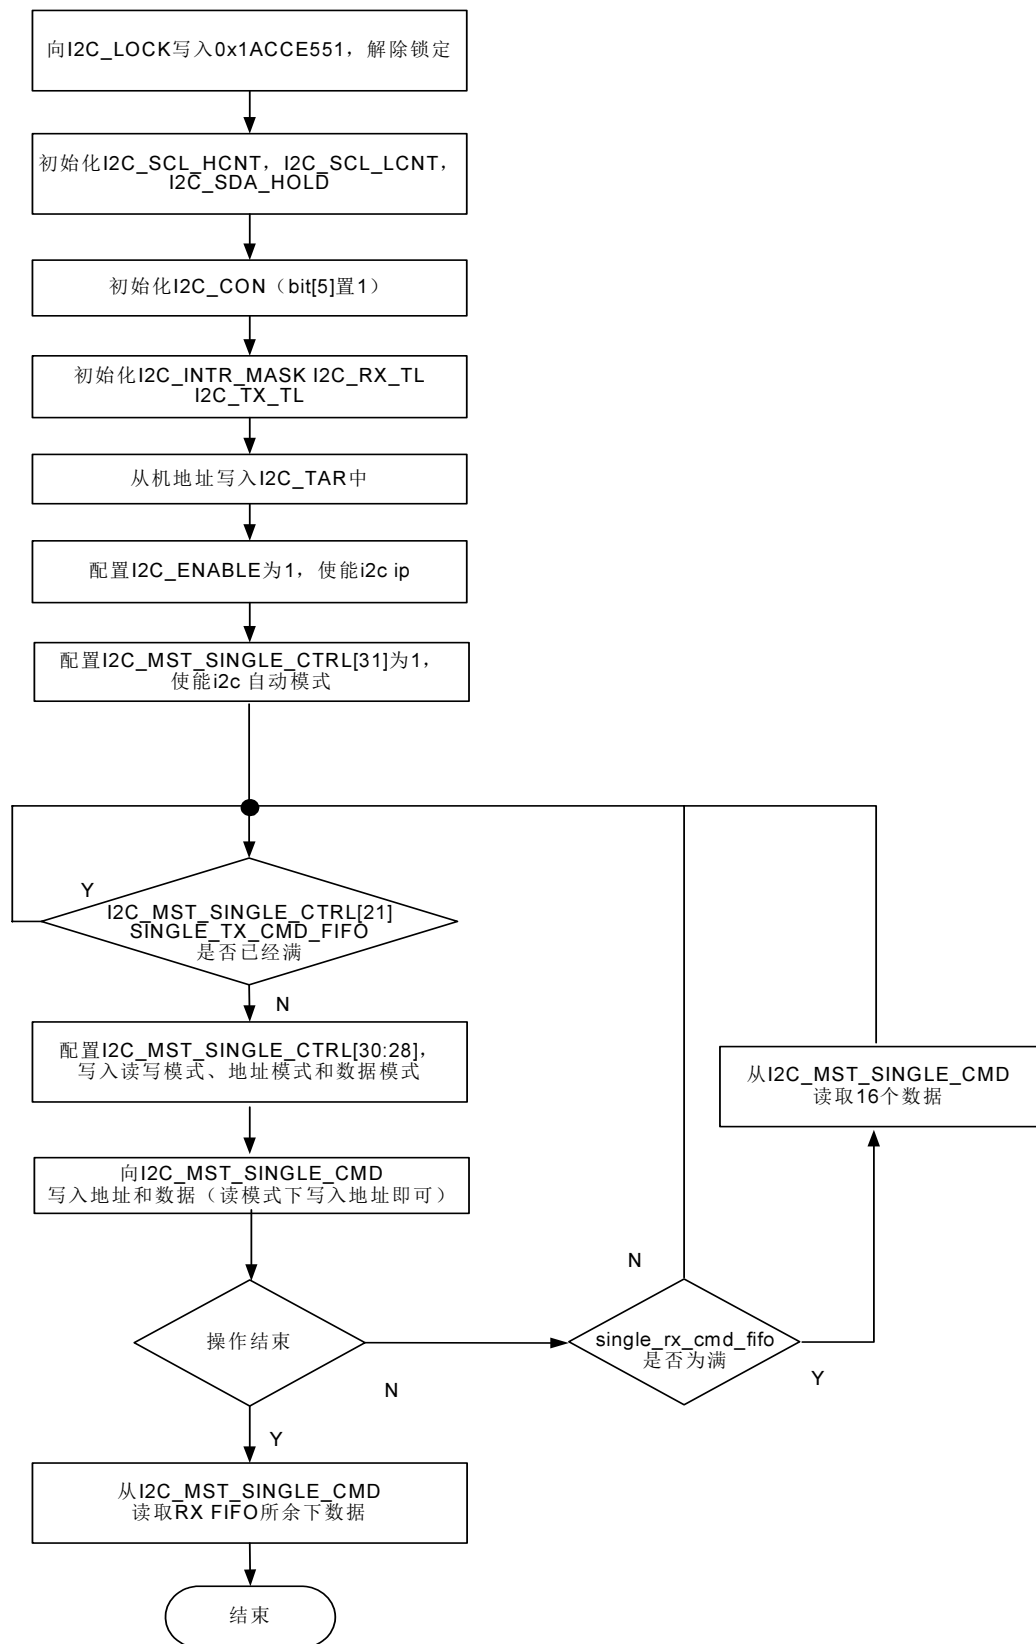 向I2C_LOCK写入0x1ACCE551，解除锁定
初始化I2C_SCL_HCNT，I2C_SCL_LCNT，
I2C_SDA_HOLD
初始化I2C_CON（bit[5]置1）
初始化I2C_INTR_MASK I2C_RX_TL
I2C_TX_TL
从机地址写入I2C_TAR中
配置I2C_ENABLE为1，使能i2c ip
配置I2C_MST_SINGLE_CTRL[31]为1，
使能i2c 自动模式
Y
I2C_MST_SINGLE_CTRL[21]
SINGLE_TX_CMD_FIFO
是否已经满
N
配置I2C_MST_SINGLE_CTRL[30:28]，
写入读写模式、地址模式和数据模式
从I2C_MST_SINGLE_CMD
读取16个数据
向I2C_MST_SINGLE_CMD
写入地址和数据（读模式下写入地址即可）
N
操作结束
single_rx_cmd_fifo
是否为满
N
Y
Y
从I2C_MST_SINGLE_CMD
读取RX FIFO所余下数据
结束